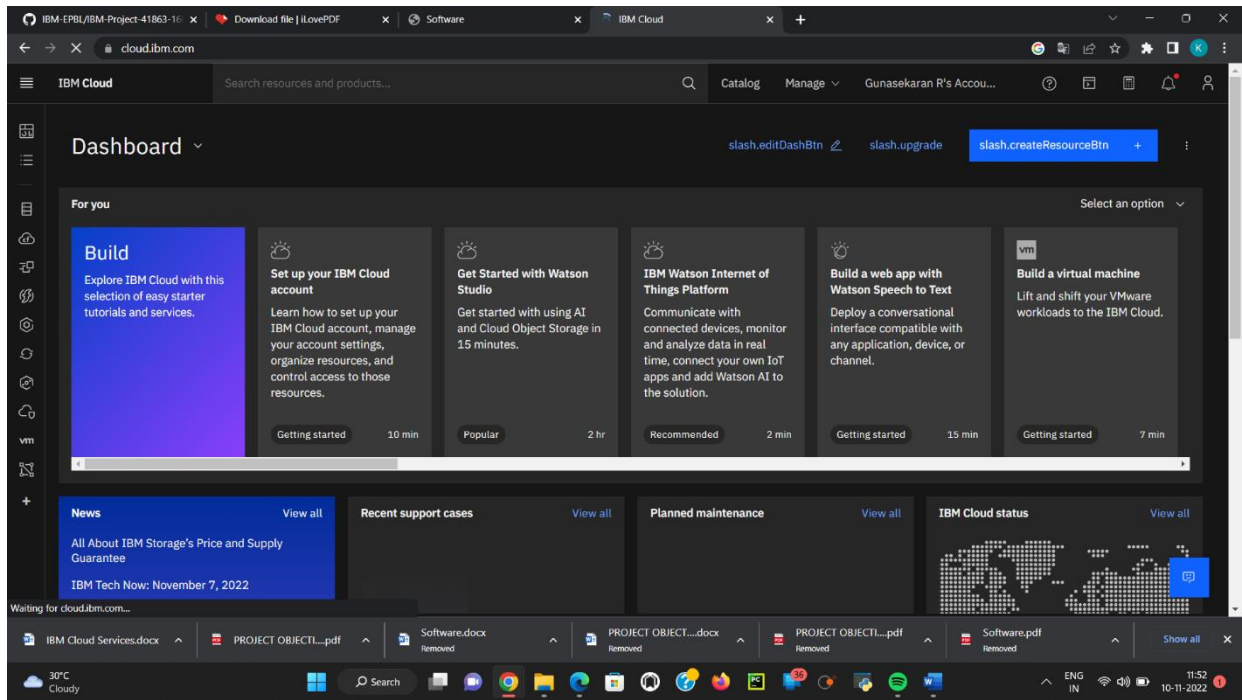 IBM-EPBL/IBM-Project-41863-16
Download file | iLovePDF
Software
IBM Cloud
cloud.ibm.com
K
IBM Cloud
Search resources and products...
Catalog
Manage
Gunasekaran R's Accou...
Dashboard
slash.editDashBtn
slash.upgrade
slash.createResourceBtn +
For you
Select an option
Build
Explore IBM Cloud with this
selection of easy starter
tutorials and services.
Set up your IBM Cloud
account
Learn how to set up your
IBM Cloud account, manage
your account settings,
organize resources, and
control access to those
resources.
Getting started
10 min
Get Started with Watson
Studio
Get started with using AI
and Cloud Object Storage in
15 minutes.
Popular
2 hr
IBM Watson Internet of
Things Platform
Communicate with
connected devices, monitor
and analyze data in real
time, connect your own IoT
apps and add Watson AI to
the solution.
Recommended
2 min
Build a web app with
Watson Speech to Text
Deploy a conversational
interface compatible with
any application, device, or
channel.
Getting started
15 min
vm
Build a virtual machine
Lift and shift your VMware
workloads to the IBM Cloud.
Getting started
7 min
vm
News
View all
All About IBM Storage's Price and Supply
Guarantee
IBM Tech Now: November 7, 2022
Recent support cases
View all
Planned maintenance
View all
IBM Cloud status
View all
Waiting for cloud.ibm.com...
IBM Cloud Services.docx
PROJECT OBJECTI....pdf
Software.docx
Removed
PROJECT OBJECT....docx
Removed
PROJECT OBJECTI....pdf
Removed
Software.pdf
Removed
Show all
30°C
Cloudy
Search
36
ENG
IN
11:52
10-11-2022
1